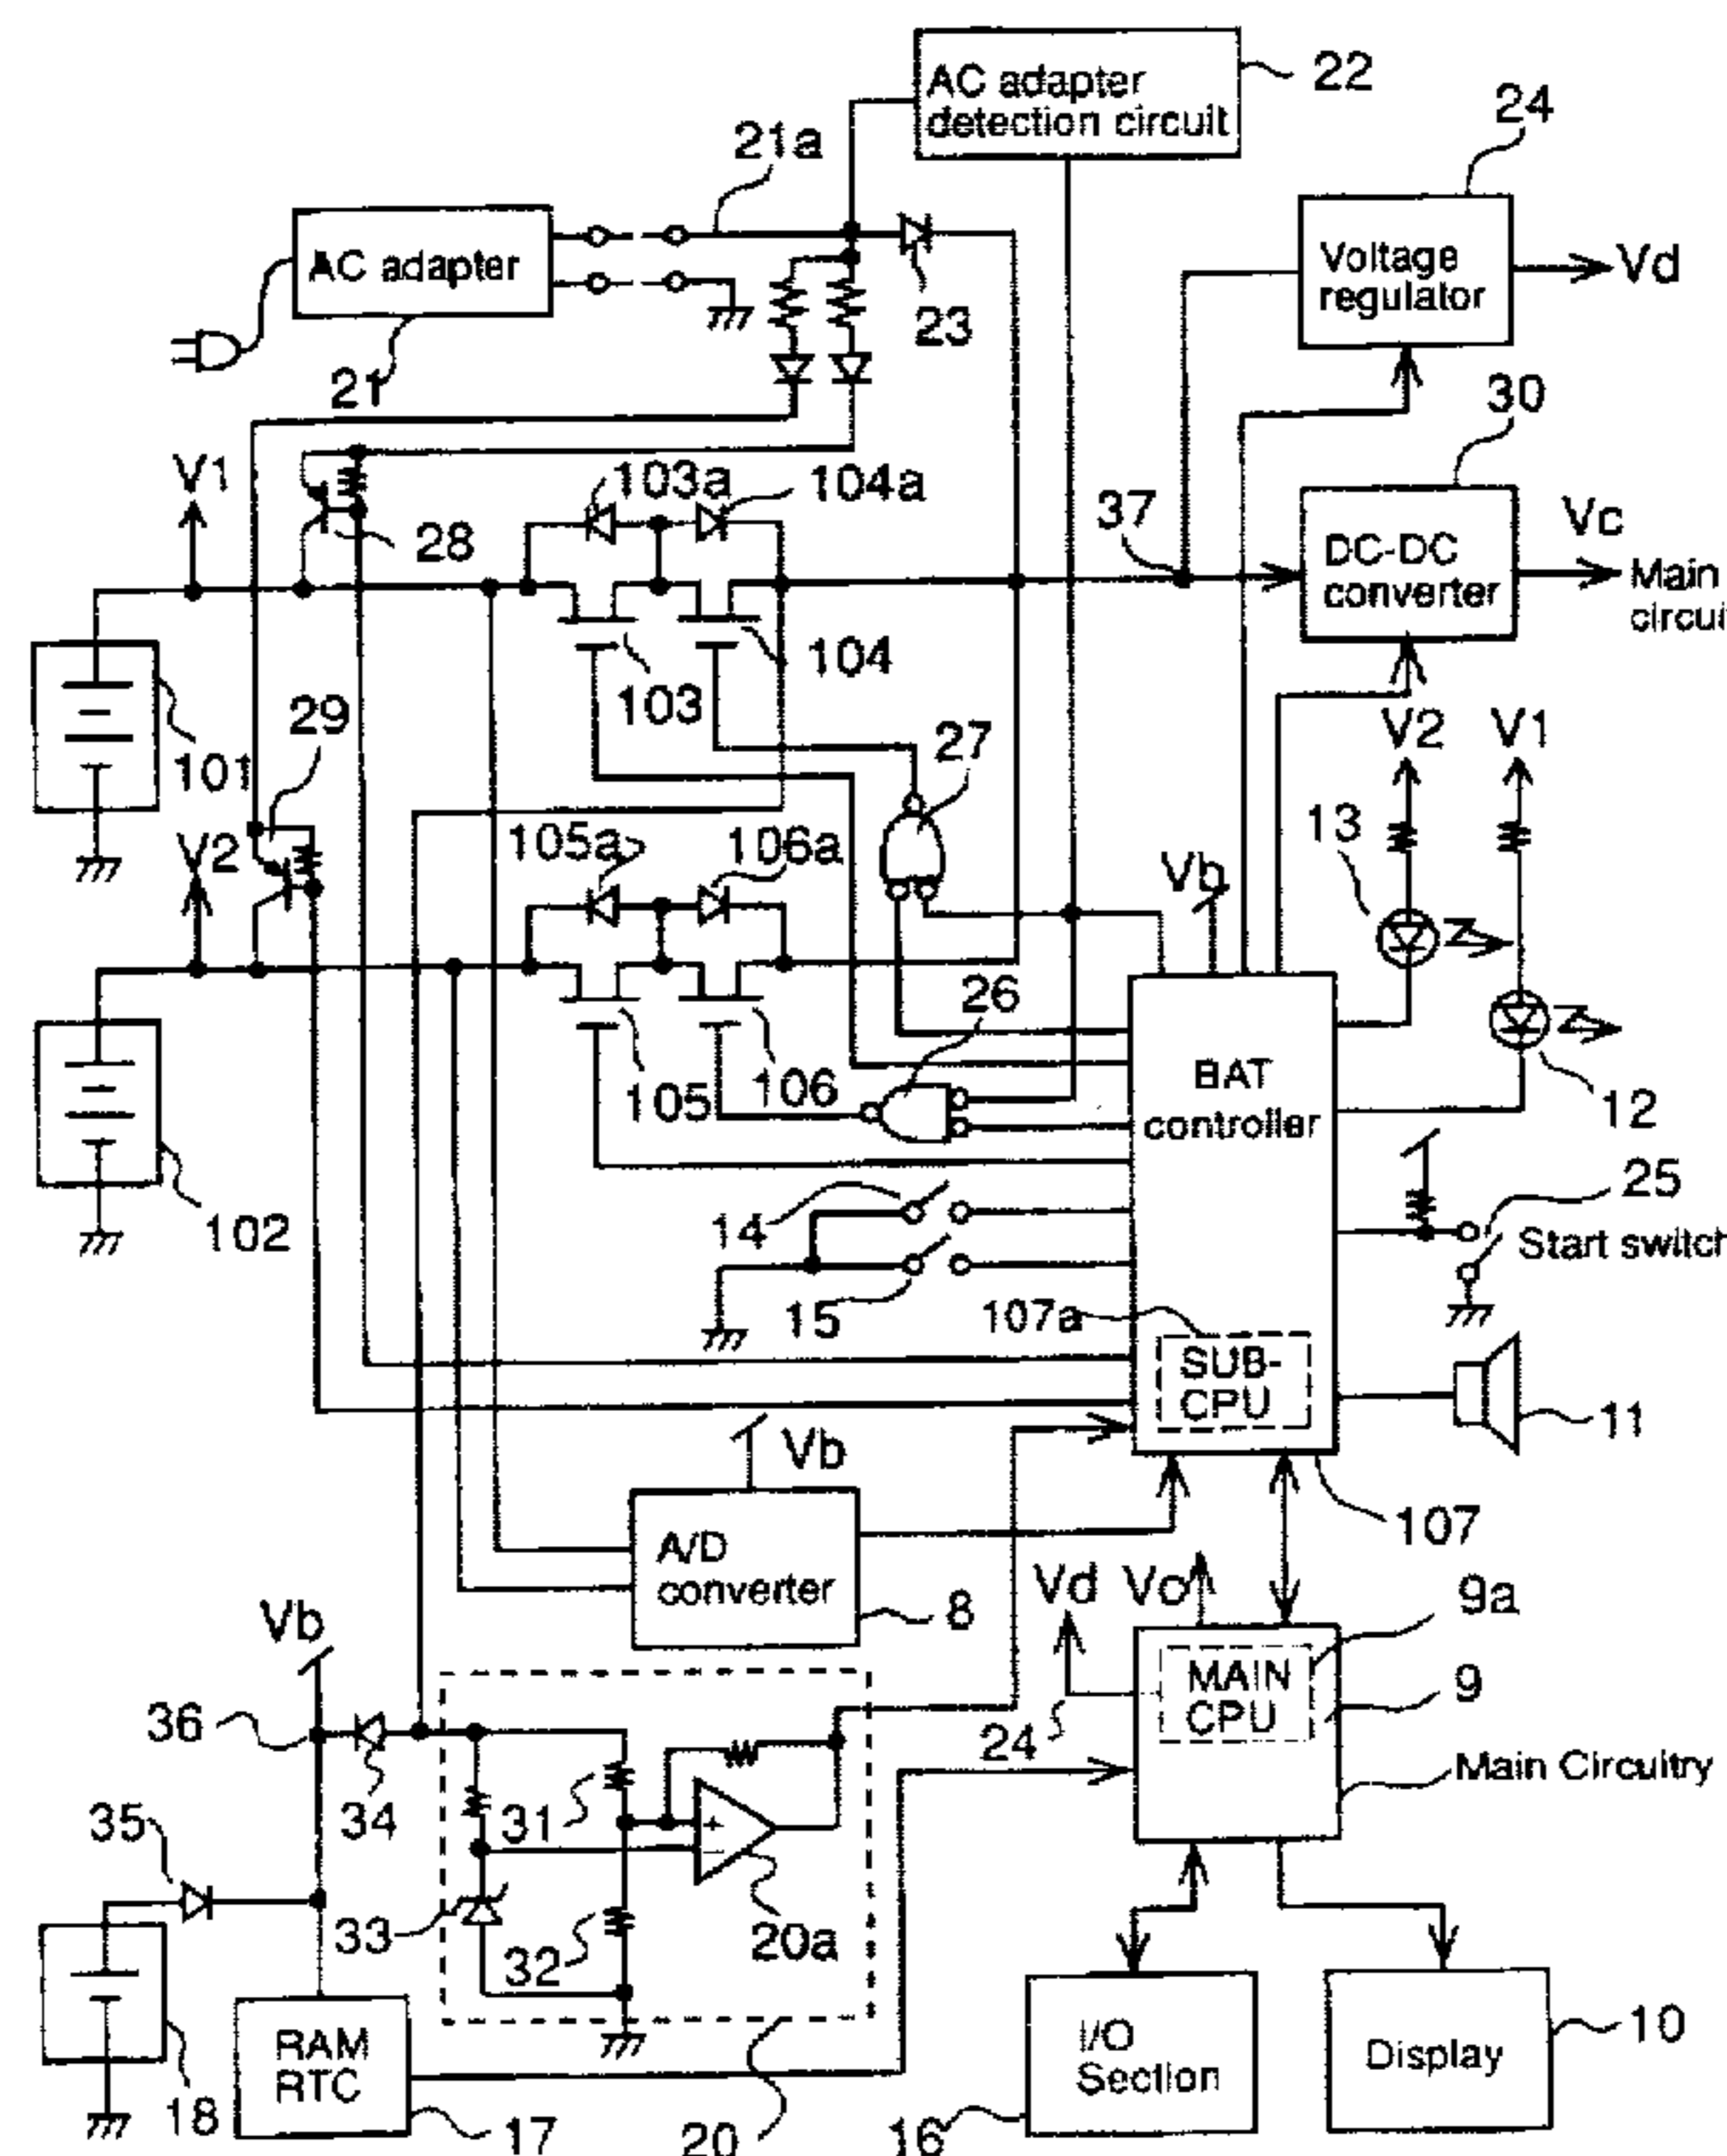 AC adapter
detection circuit
22
24
21a
AC adapter
Voltage
regulator
Vd
23
21
30
V1
103a
104a
37
Vc
28
DC-DC
converter
Main
circui
104
103
29
V2
V1
101
27
13
V2
105a
106a
Vb
26
BAT
controller
105
106
12
102
14
25
Start switch
15
107a
SUB-
CPU
11
Vb
107
A/D
converter
Vd
Vc
9a
8
Vb
MAIN
CPU
9
36
24
Main Circuitry
31
35
34
+
−
33
32
20a
I/O
Section
Display
10
RAM
RTC
18
17
20
16